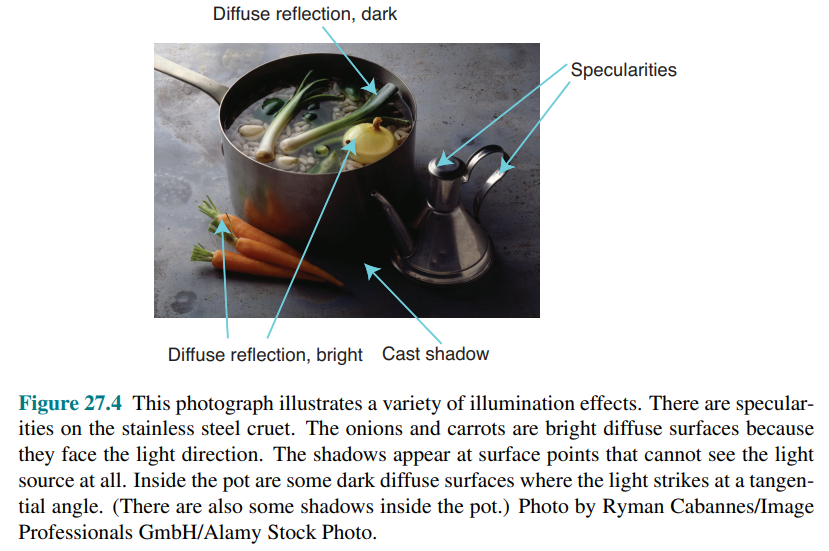 Diffuse reflection, dark
Specularities
Diffuse reflection, bright
Cast shadow
Figure 27.4 This photograph illustrates a variety of illumination effects. There are specular-
ities on the stainless steel cruet. The onions and carrots are bright diffuse surfaces because
they face the light direction. The shadows appear at surface points that cannot see the light
source at all. Inside the pot are some dark diffuse surfaces where the light strikes at a tangen-
tial angle. (There are also some shadows inside the pot.) Photo by Ryman Cabannes/Image
Professionals GmbH/Alamy Stock Photo.